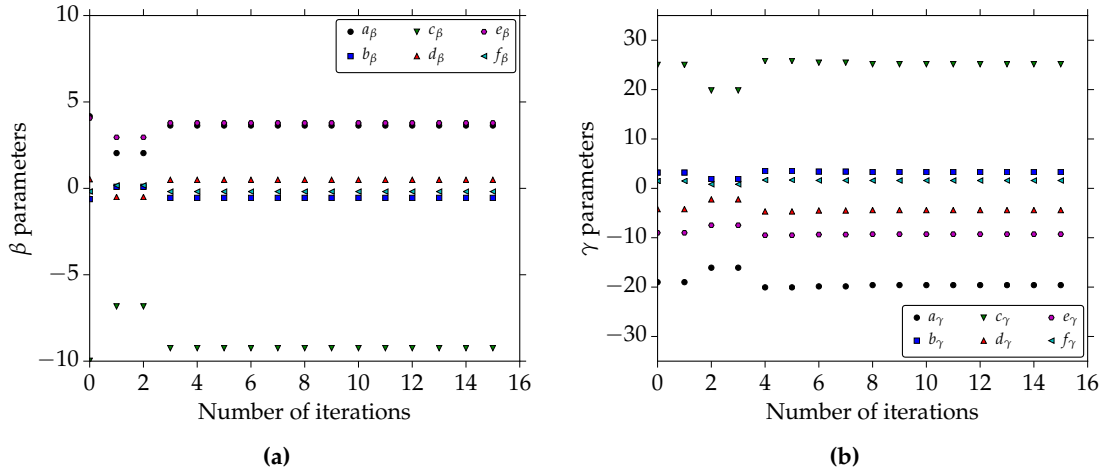 10
5
0
−5
−10
β parameters
0 2 4 6 8 10 12 14 16
Number of iterations
a_β c_β e_β
b_β d_β f_β
(a)
30
20
10
0
−10
−20
−30
γ parameters
0 2 4 6 8 10 12 14 16
Number of iterations
a_γ c_γ e_γ
b_γ d_γ f_γ
(b)